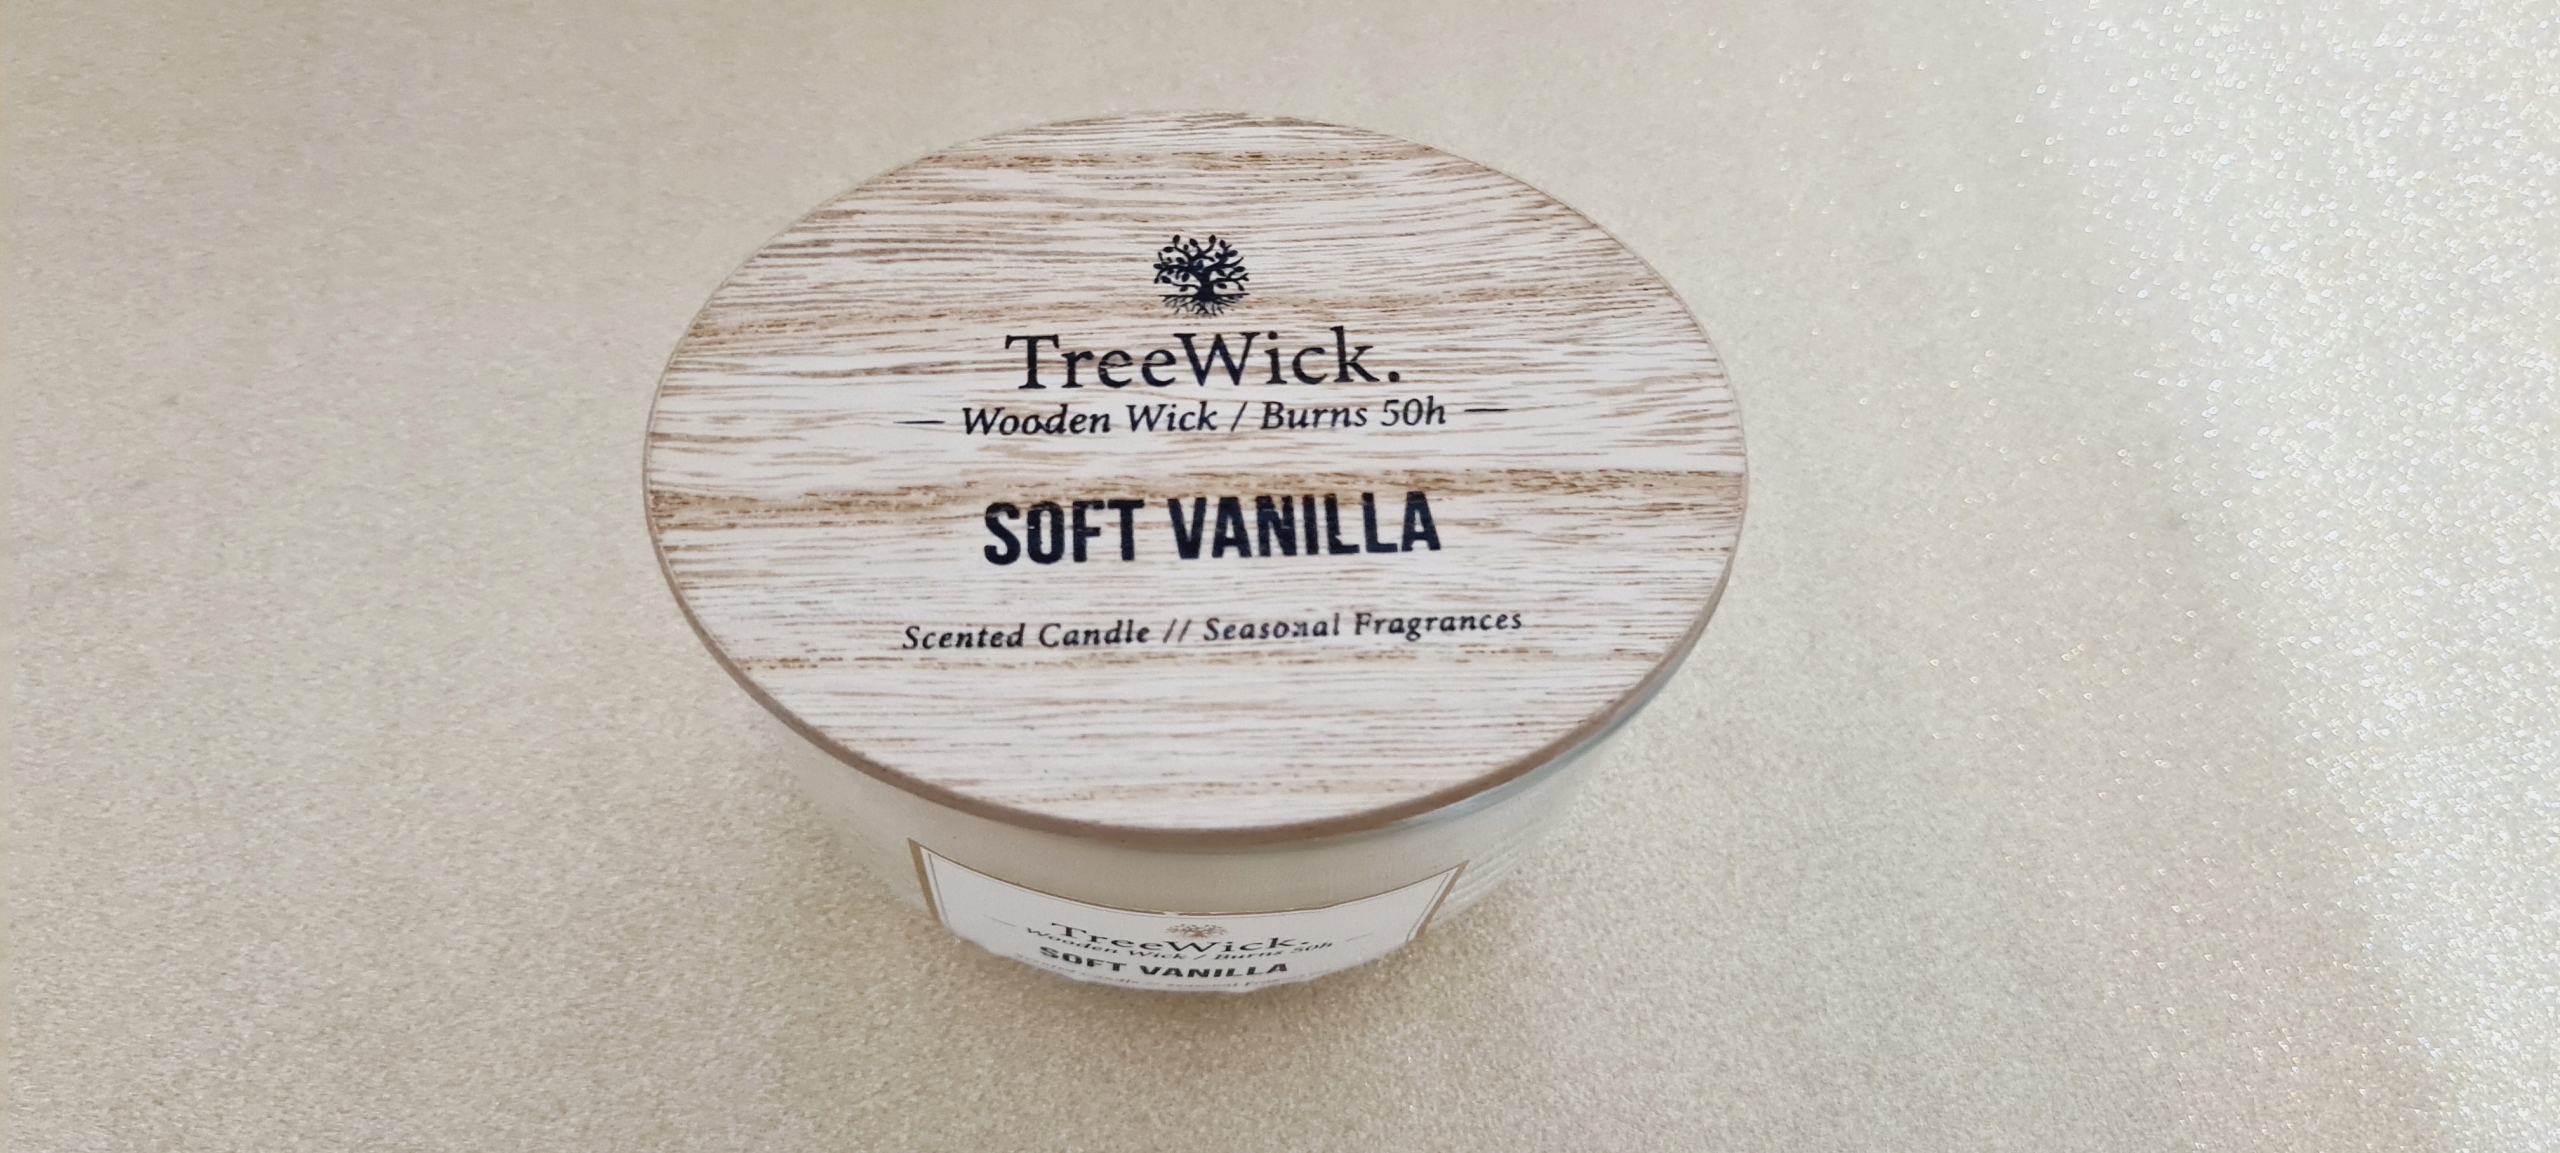 TreeWick.
— Wooden Wick / Burns 50h —
SOFT VANILLA
Scented Candle // Seasonal Fragrances
TreeWick.
Wooden Wick / Burns 50h
SOFT VANILLA